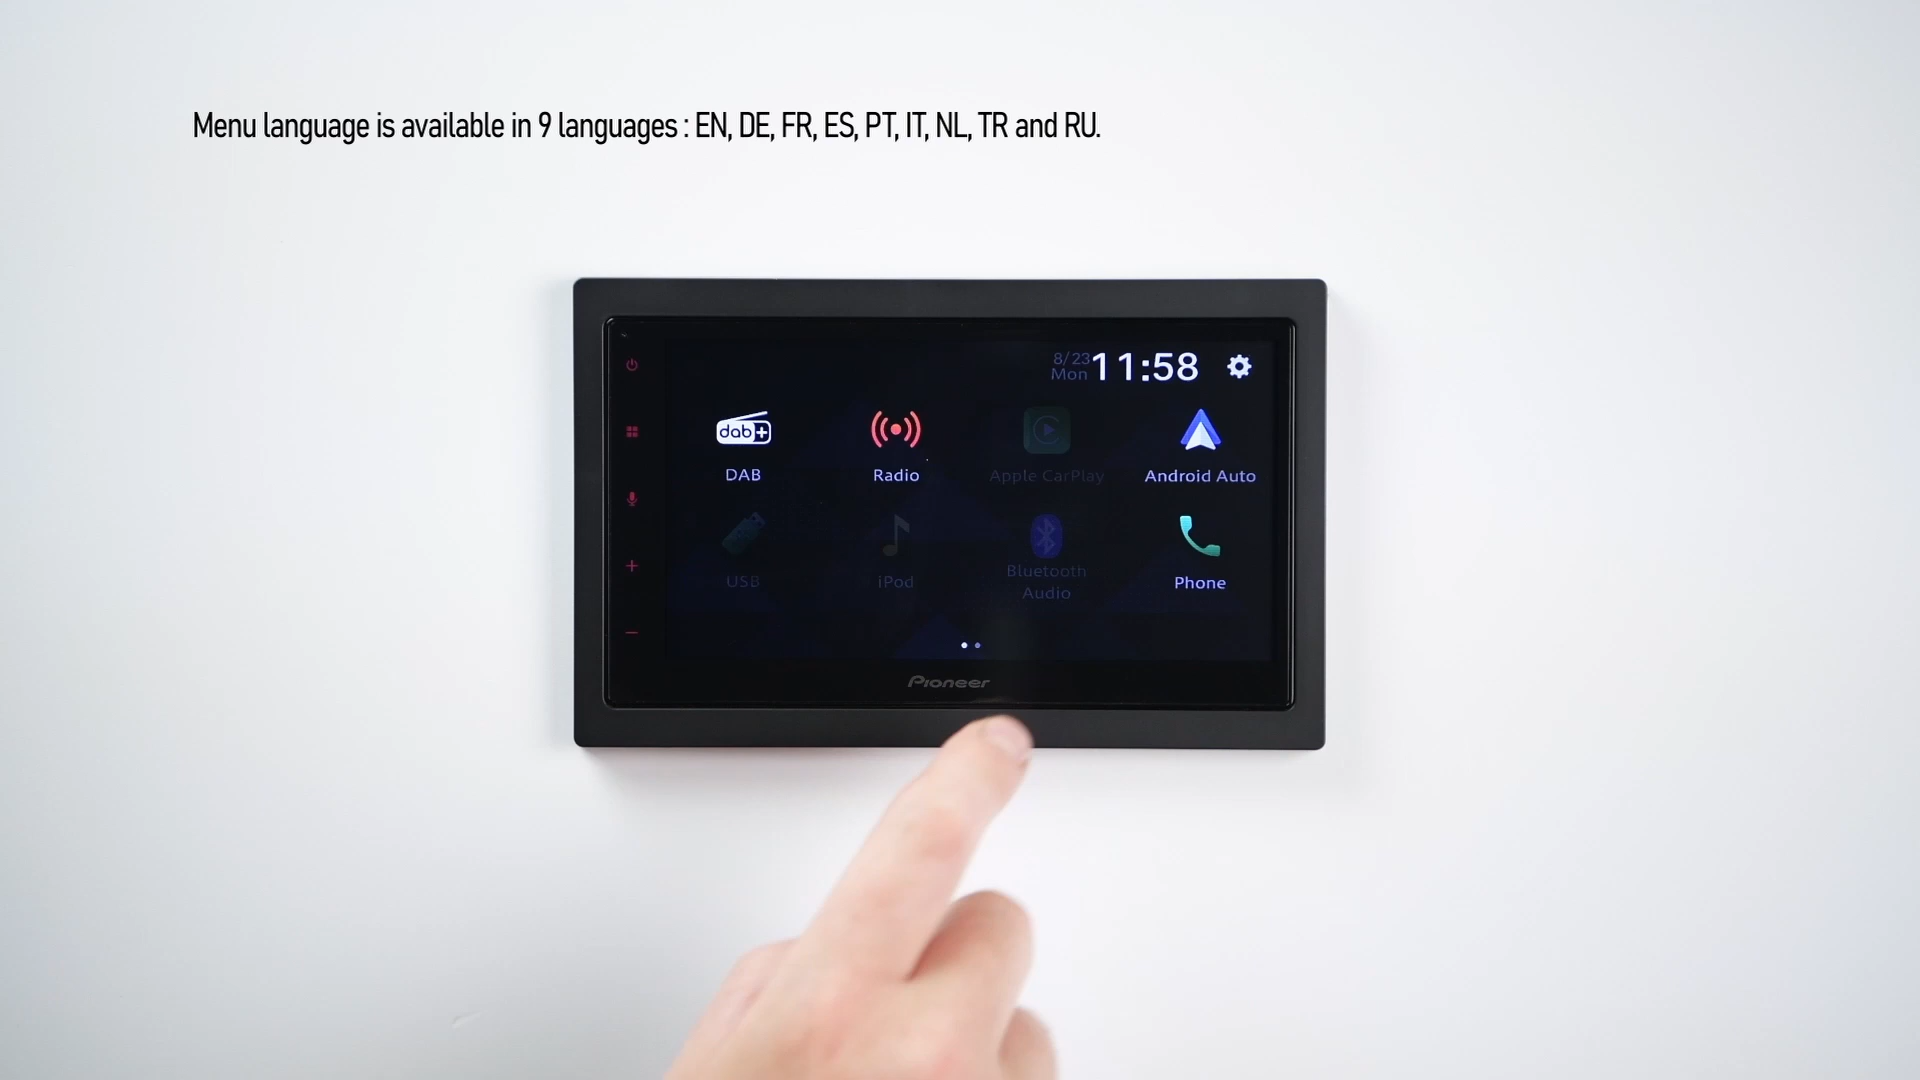 Menu language is available in 9 languages : EN, DE, FR, ES, PT, IT, NL, TR and RU.
8/23
Mon
11:58
dab+
DAB
Radio
Apple CarPlay
Android Auto
USB
iPod
Bluetooth
Audio
Phone
Pioneer